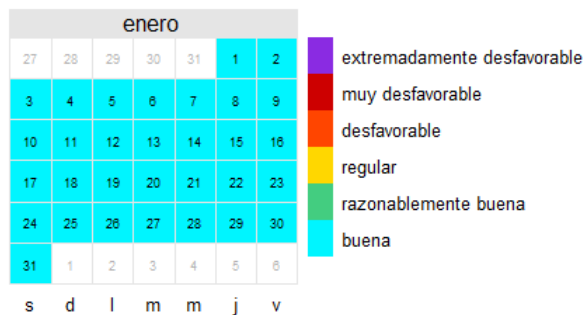 enero
27 28 29 30 31 1 2
3 4 5 6 7 8 9
10 11 12 13 14 15 16
17 18 19 20 21 22 23
24 25 26 27 28 29 30
31 1 2 3 4 5 6
s d l m m j v
extremadamente desfavorable
muy desfavorable
desfavorable
regular
razonablemente buena
buena